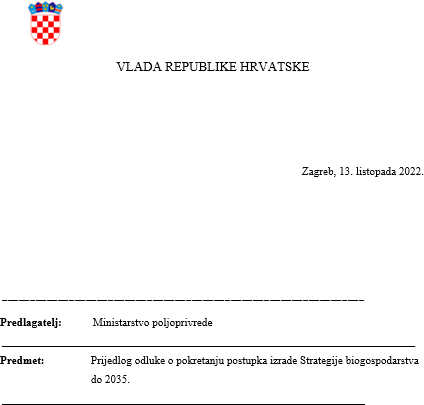 VLADA REPUBLIKE HRVATSKE
Zagreb, 13. listopada 2022.
Predlagatelj: Ministarstvo poljoprivrede
Predmet: Prijedlog odluke o pokretanju postupka izrade Strategije biogospodarstva
do 2035.